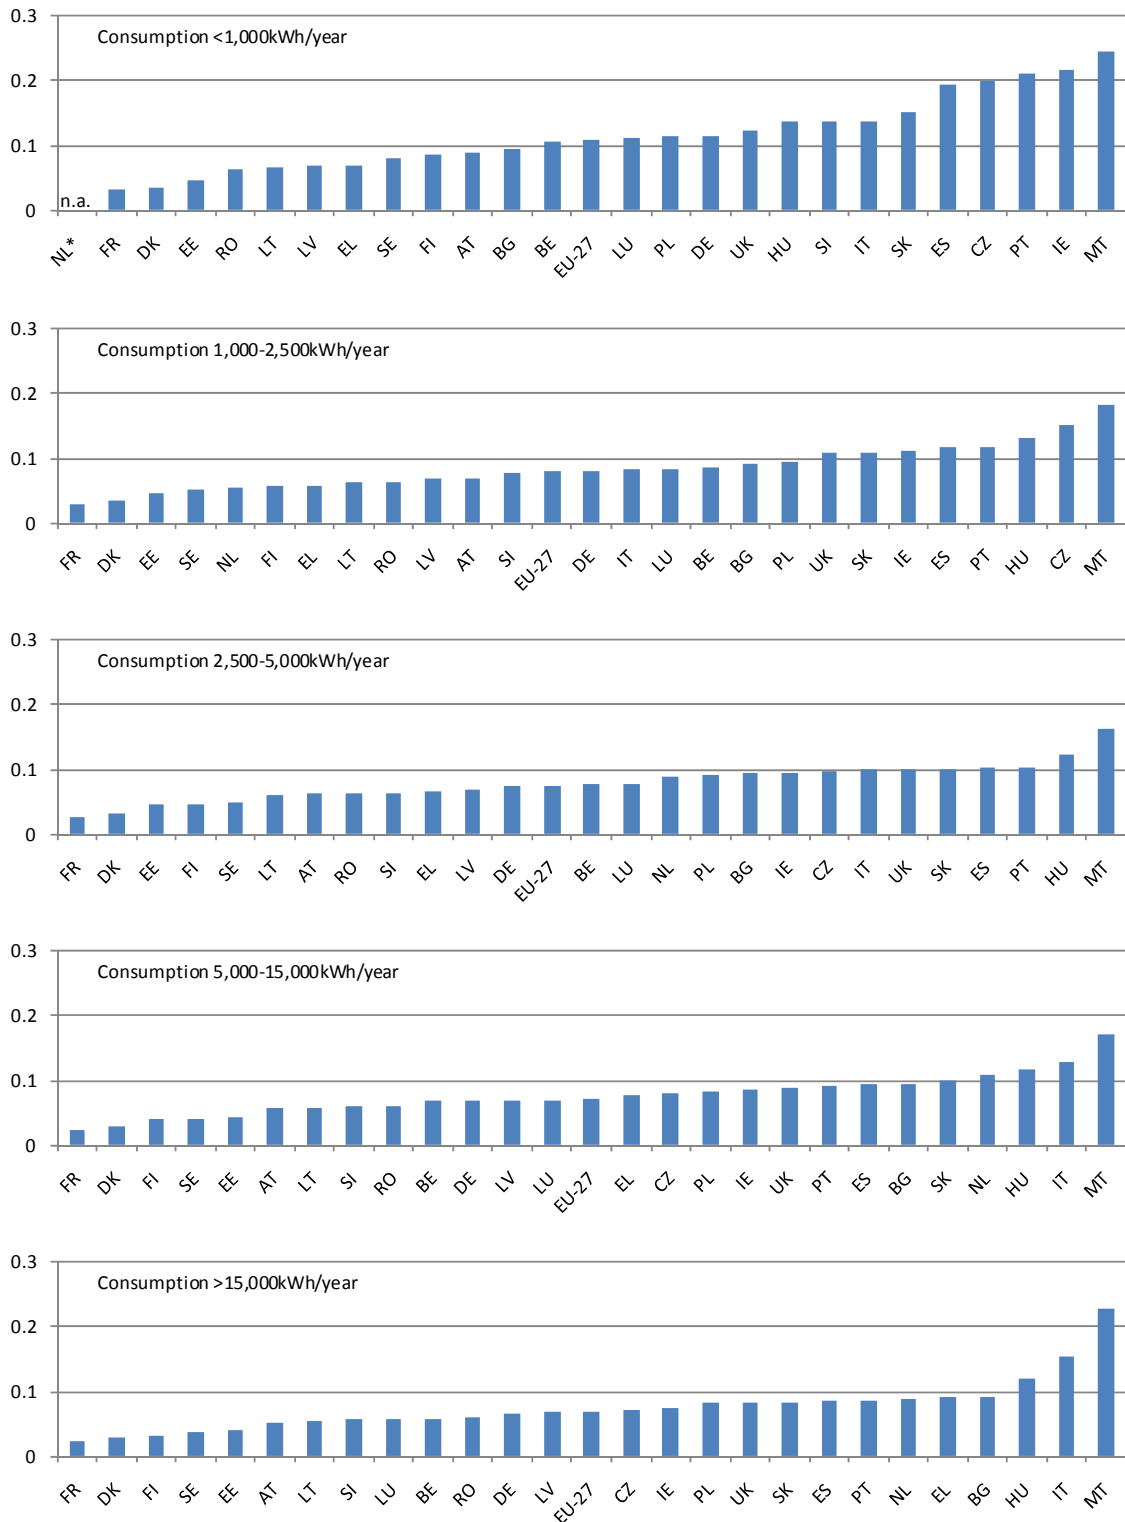 0.3
Consumption <1,000kWh/year
0.2
0.1
n.a.
0
NL* FR DK EE RO LT LV EL SE FI AT BG BE EU-27 LU PL DE UK HU SI IT SK ES CZ PT IE MT
0.3
Consumption 1,000-2,500kWh/year
0.2
0.1
0
FR DK EE SE NL FI EL LT RO LV AT SI EU-27 DE IT LU BE BG PL UK SK IE ES PT HU CZ MT
0.3
Consumption 2,500-5,000kWh/year
0.2
0.1
0
FR DK EE FI SE LT AT RO SI EL LV DE EU-27 BE LU NL PL BG IE CZ IT UK SK ES PT HU MT
0.3
Consumption 5,000-15,000kWh/year
0.2
0.1
0
FR DK FI SE EE AT LT SI RO BE DE LV LU EU-27 EL CZ PL IE UK PT ES BG SK NL HU IT MT
0.3
Consumption >15,000kWh/year
0.2
0.1
0
FR DK FI SE EE AT LT SI LU BE RO DE LV EU-27 CZ IE PL UK SK ES PT NL EL BG HU IT MT